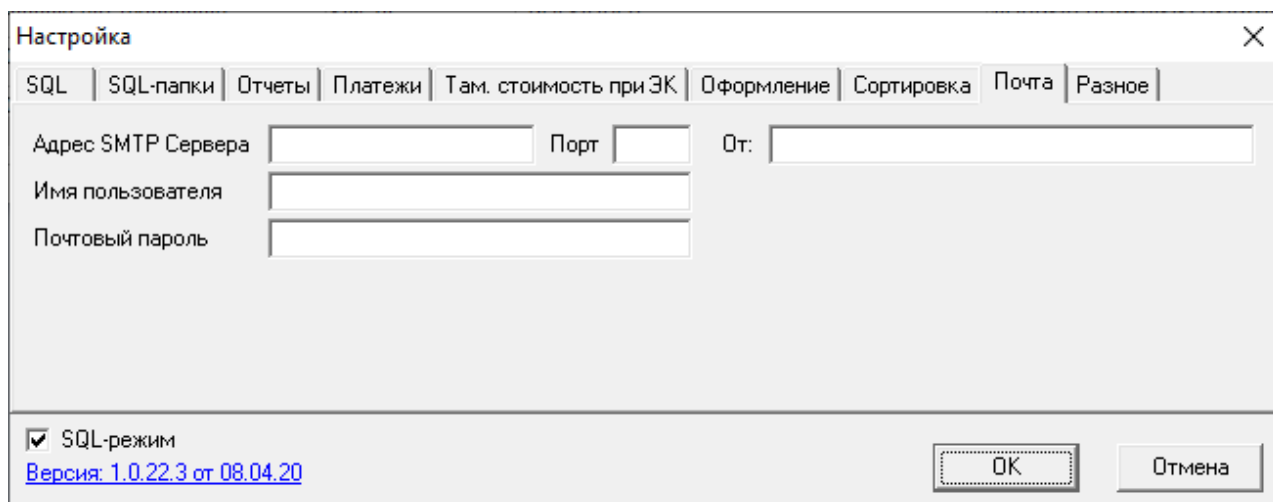 Настройка
SQL SQL-папки Отчеты Платежи Там. стоимость при ЭК Оформление Сортировка Почта Разное
Адрес SMTP Сервера Порт От:
Имя пользователя
Почтовый пароль
SQL-режим
Версия: 1.0.22.3 от 08.04.20
OK Отмена